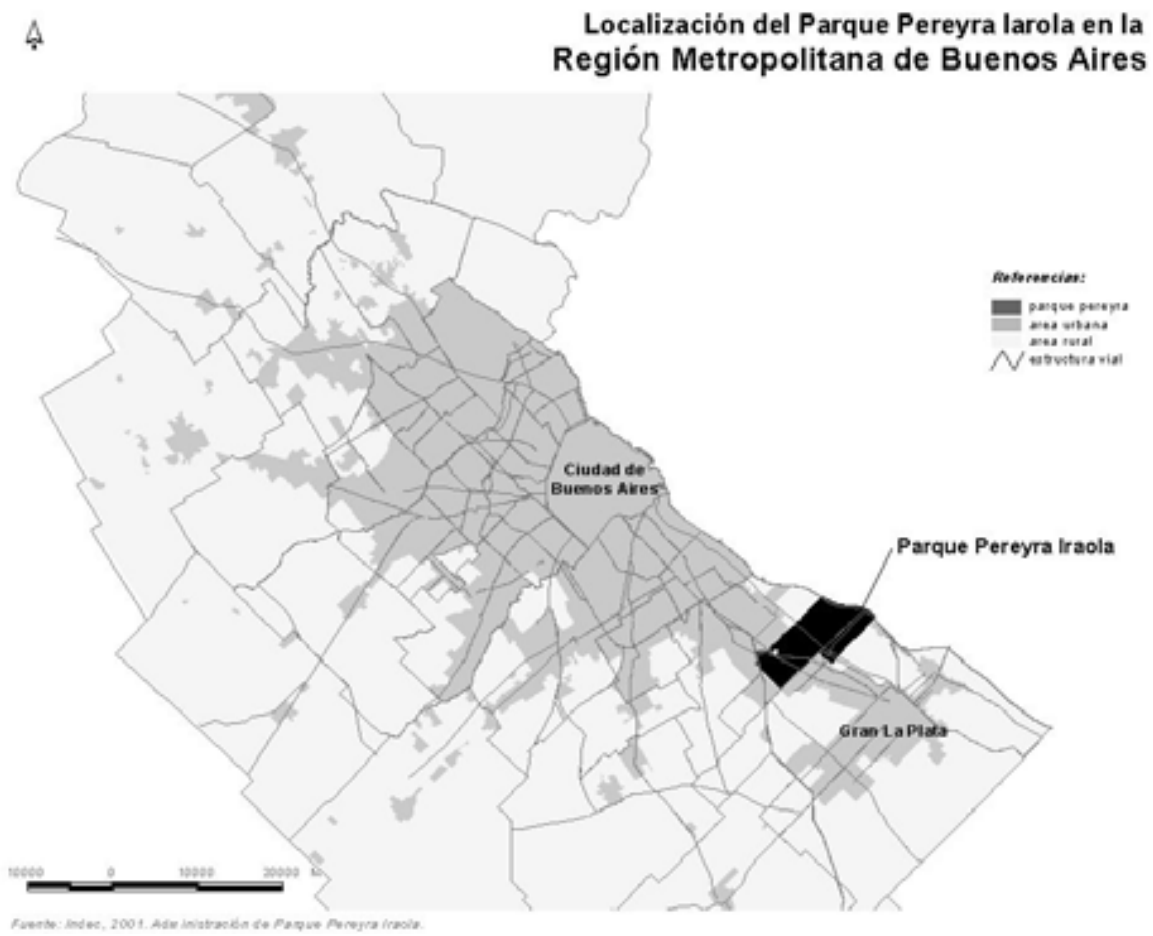 Localización del Parque Pereyra Iarola en la
Región Metropolitana de Buenos Aires
Referencias:
parque pereyra
area urbana
area rural
estructura vial
Ciudad de
Buenos Aires
Parque Pereyra Iraola
Gran La Plata
10000 0 10000 20000
Fuente: Indec, 2001. Administración de Parque Pereyra Iraola.